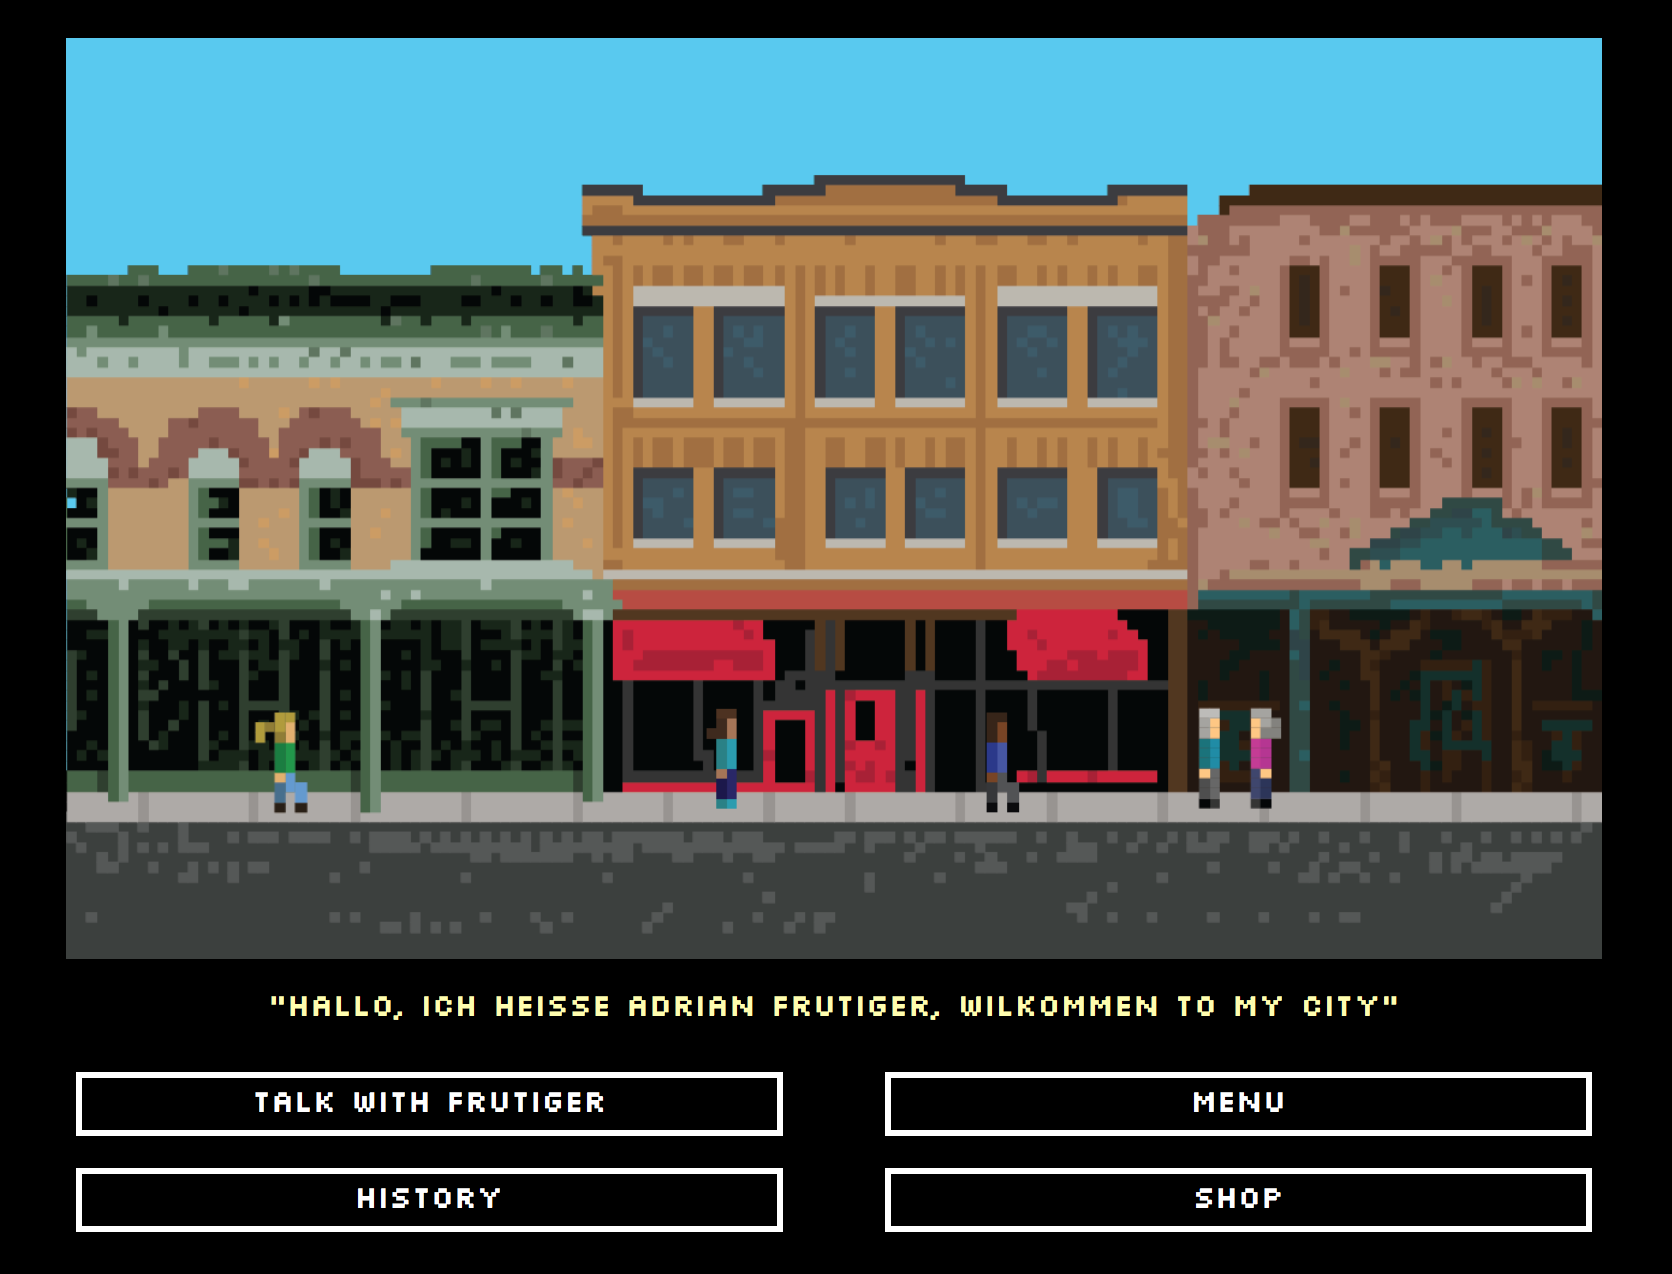 "HALLO, ICH HEISSE ADRIAN FRUTIGER, WILKOMMEN TO MY CITY"
TALK WITH FRUTIGER
MENU
HISTORY
SHOP